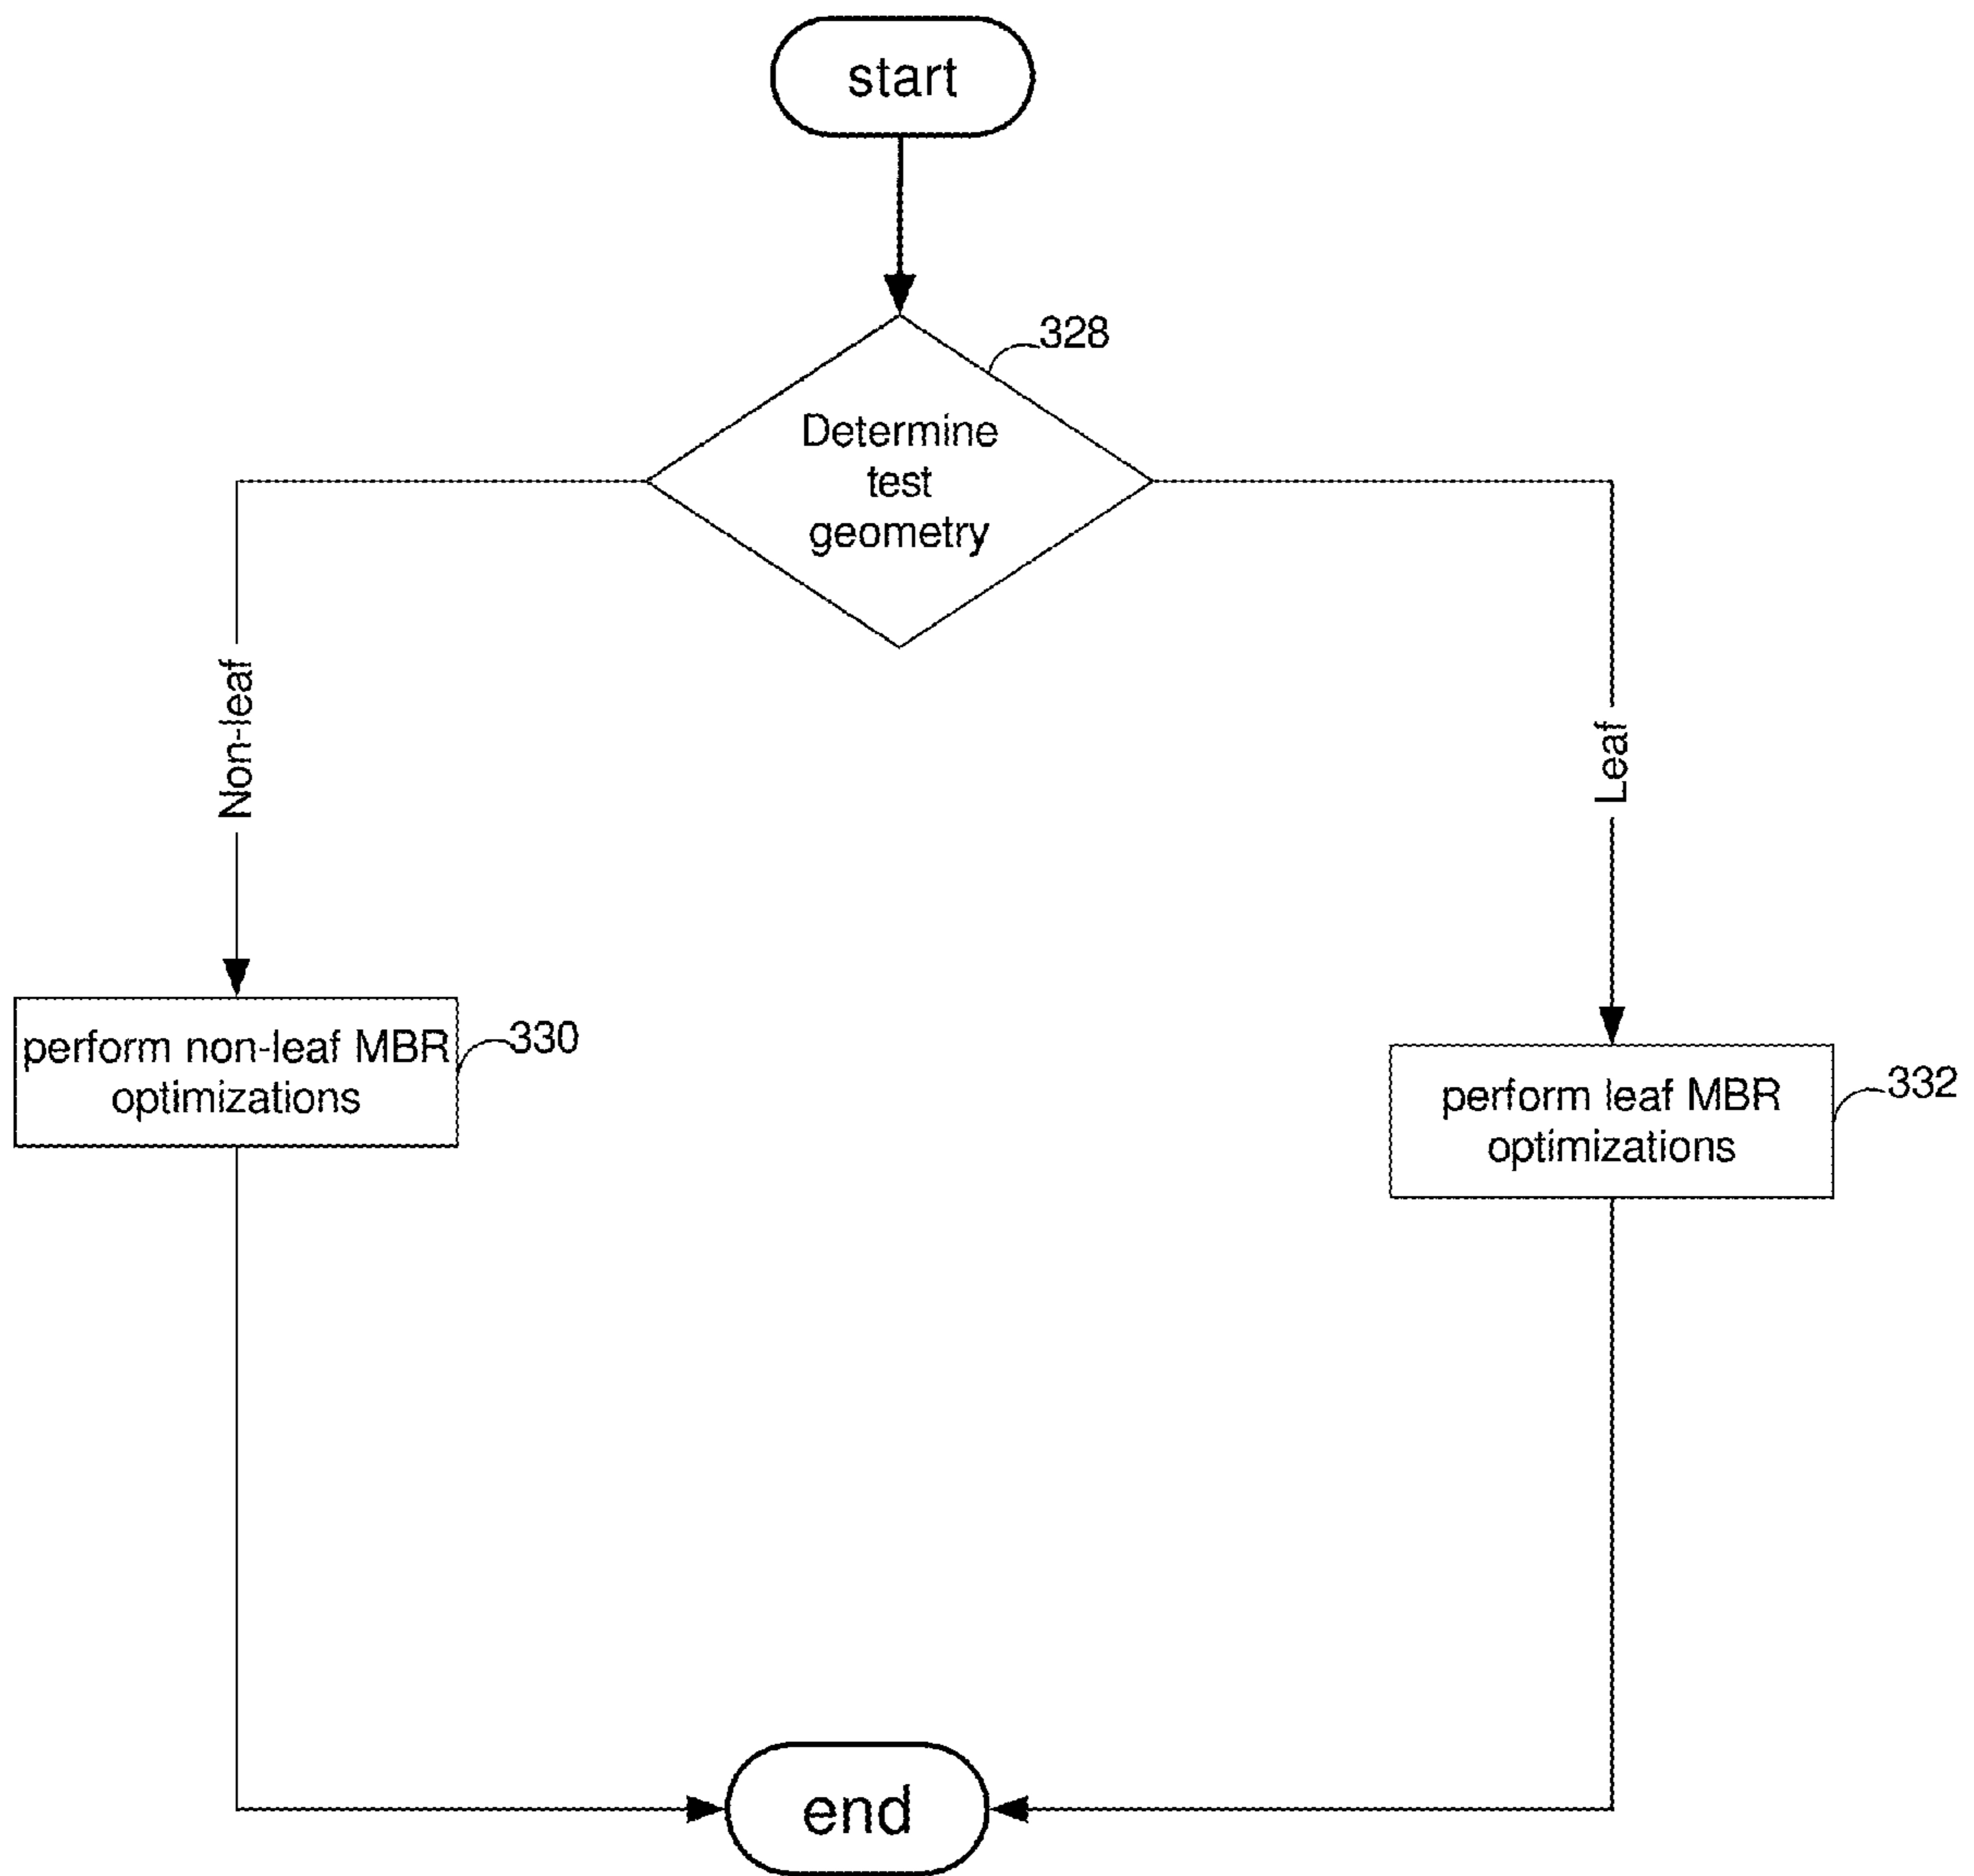 start
328
Determine
test
geometry
Non-leaf
Leaf
perform non-leaf MBR
optimizations
330
perform leaf MBR
optimizations
332
end